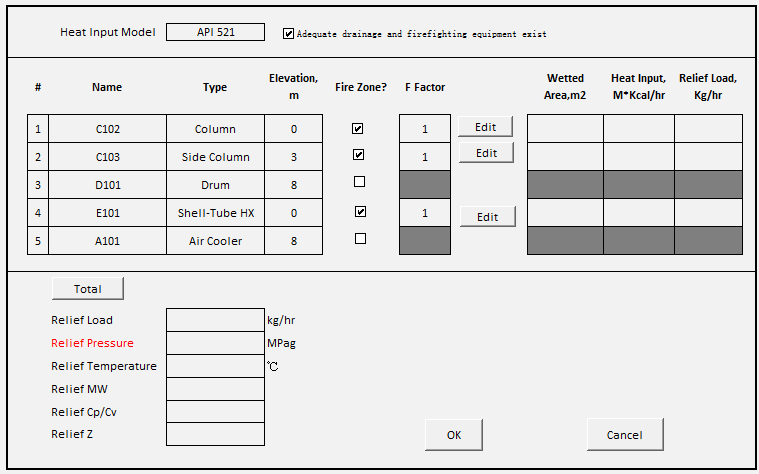 Heat Input Model API 521 Adequate drainage and firefighting equipment exist
# Name Type Elevation, m Fire Zone? F Factor Wetted Area,m2 Heat Input, M*Kcal/hr Relief Load, Kg/hr
1 C102 Column 0 1 Edit
2 C103 Side Column 3 1 Edit
3 D101 Drum 8
4 E101 Shell-Tube HX 0 1 Edit
5 A101 Air Cooler 8
Total
Relief Load kg/hr
Relief Pressure MPag
Relief Temperature ℃
Relief MW
Relief Cp/Cv
Relief Z
OK Cancel